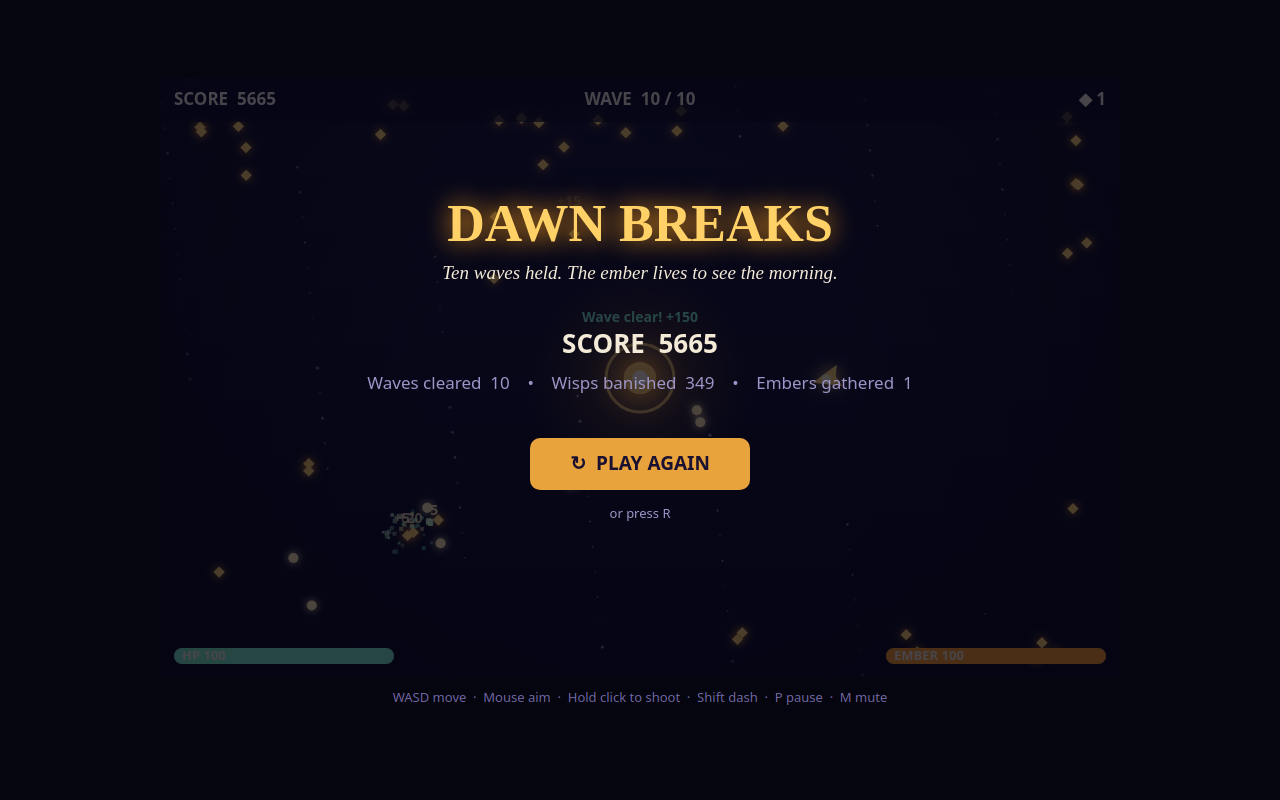 SCORE 5665
WAVE 10 / 10
◆ 1
DAWN BREAKS
Ten waves held. The ember lives to see the morning.
Wave clear! +150
SCORE 5665
Waves cleared 10 • Wisps banished 349 • Embers gathered 1
↻ PLAY AGAIN
or press R
HP 100
EMBER 100
WASD move · Mouse aim · Hold click to shoot · Shift dash · P pause · M mute